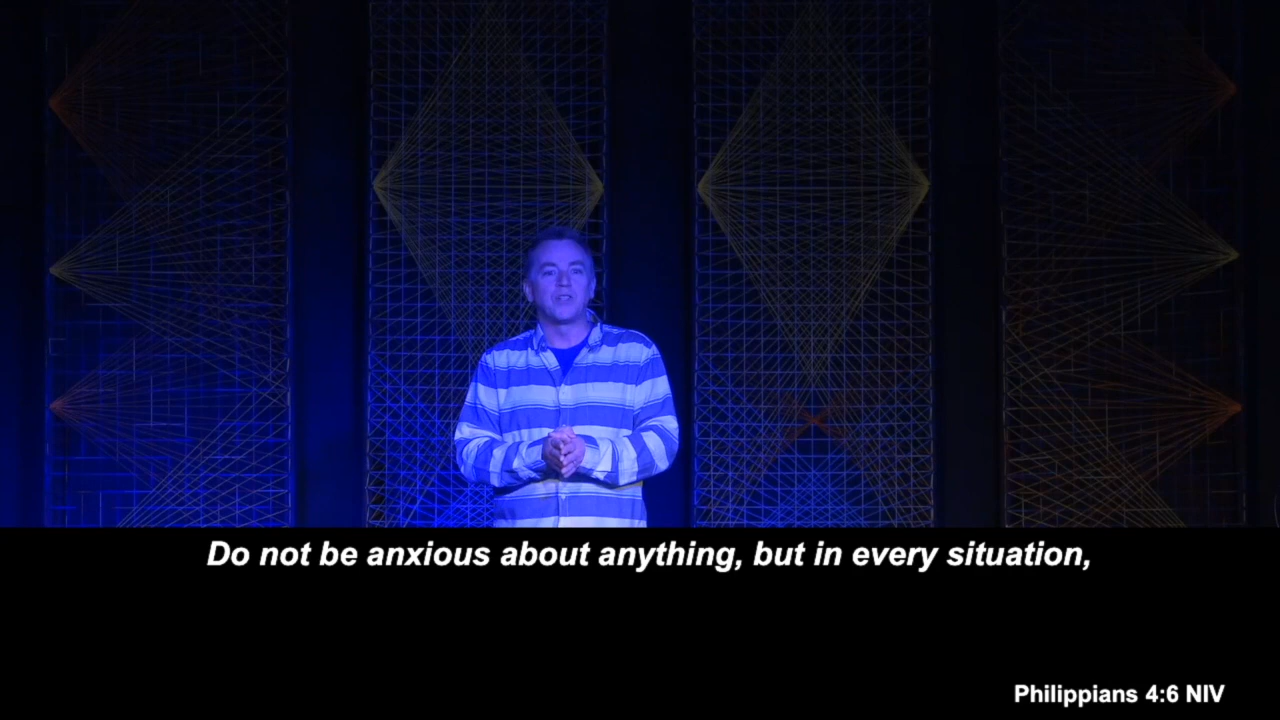 Do not be anxious about anything, but in every situation,
Philippians 4:6 NIV